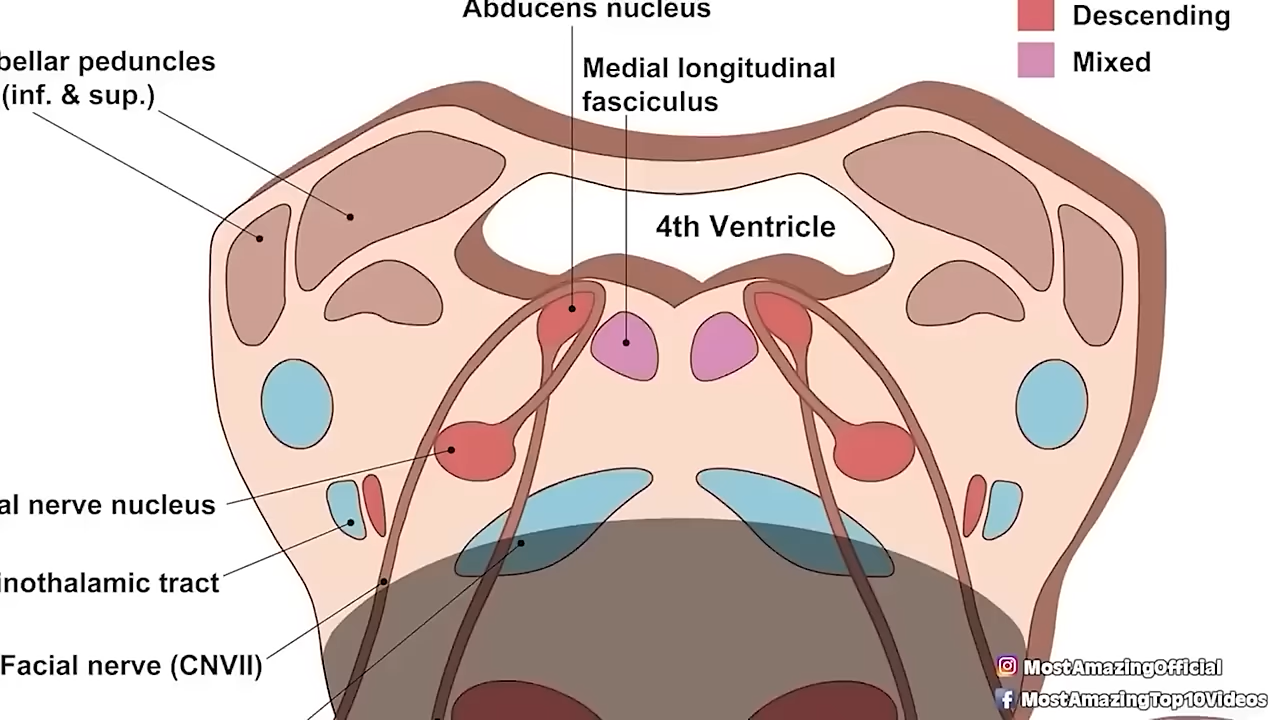 Abducens nucleus
Descending
Mixed
bellar peduncles
(inf. & sup.)
Medial longitudinal
fasciculus
4th Ventricle
al nerve nucleus
inothalamic tract
Facial nerve (CNVII)
MostAmazingOfficial
MostAmazingTop10Videos